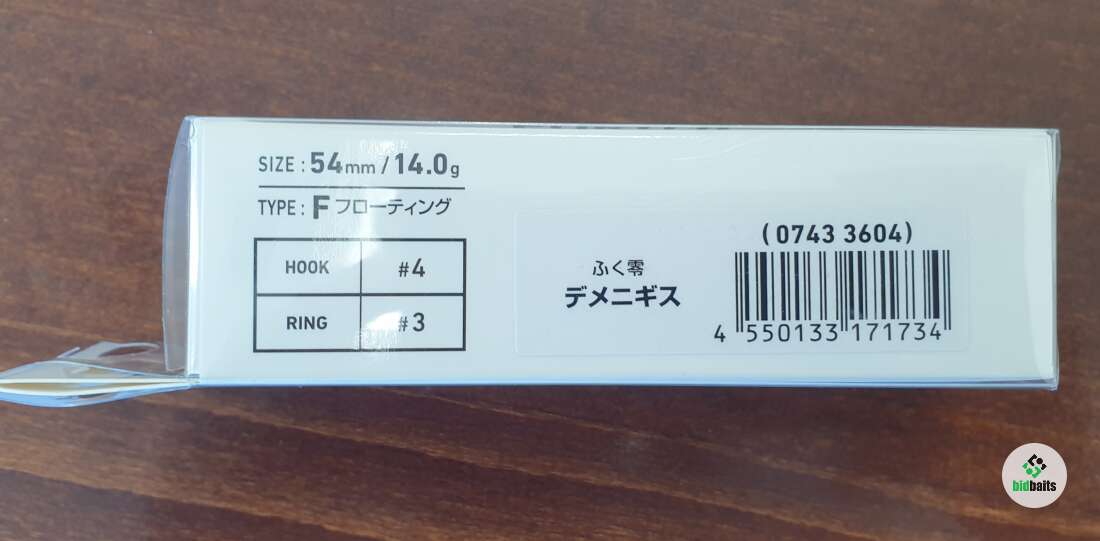 SIZE : 54mm / 14.0g
TYPE : F フローティング
HOOK #4
RING #3
ふく零
デメニギス
(0743 3604)
4 550133 171734
bidbaits